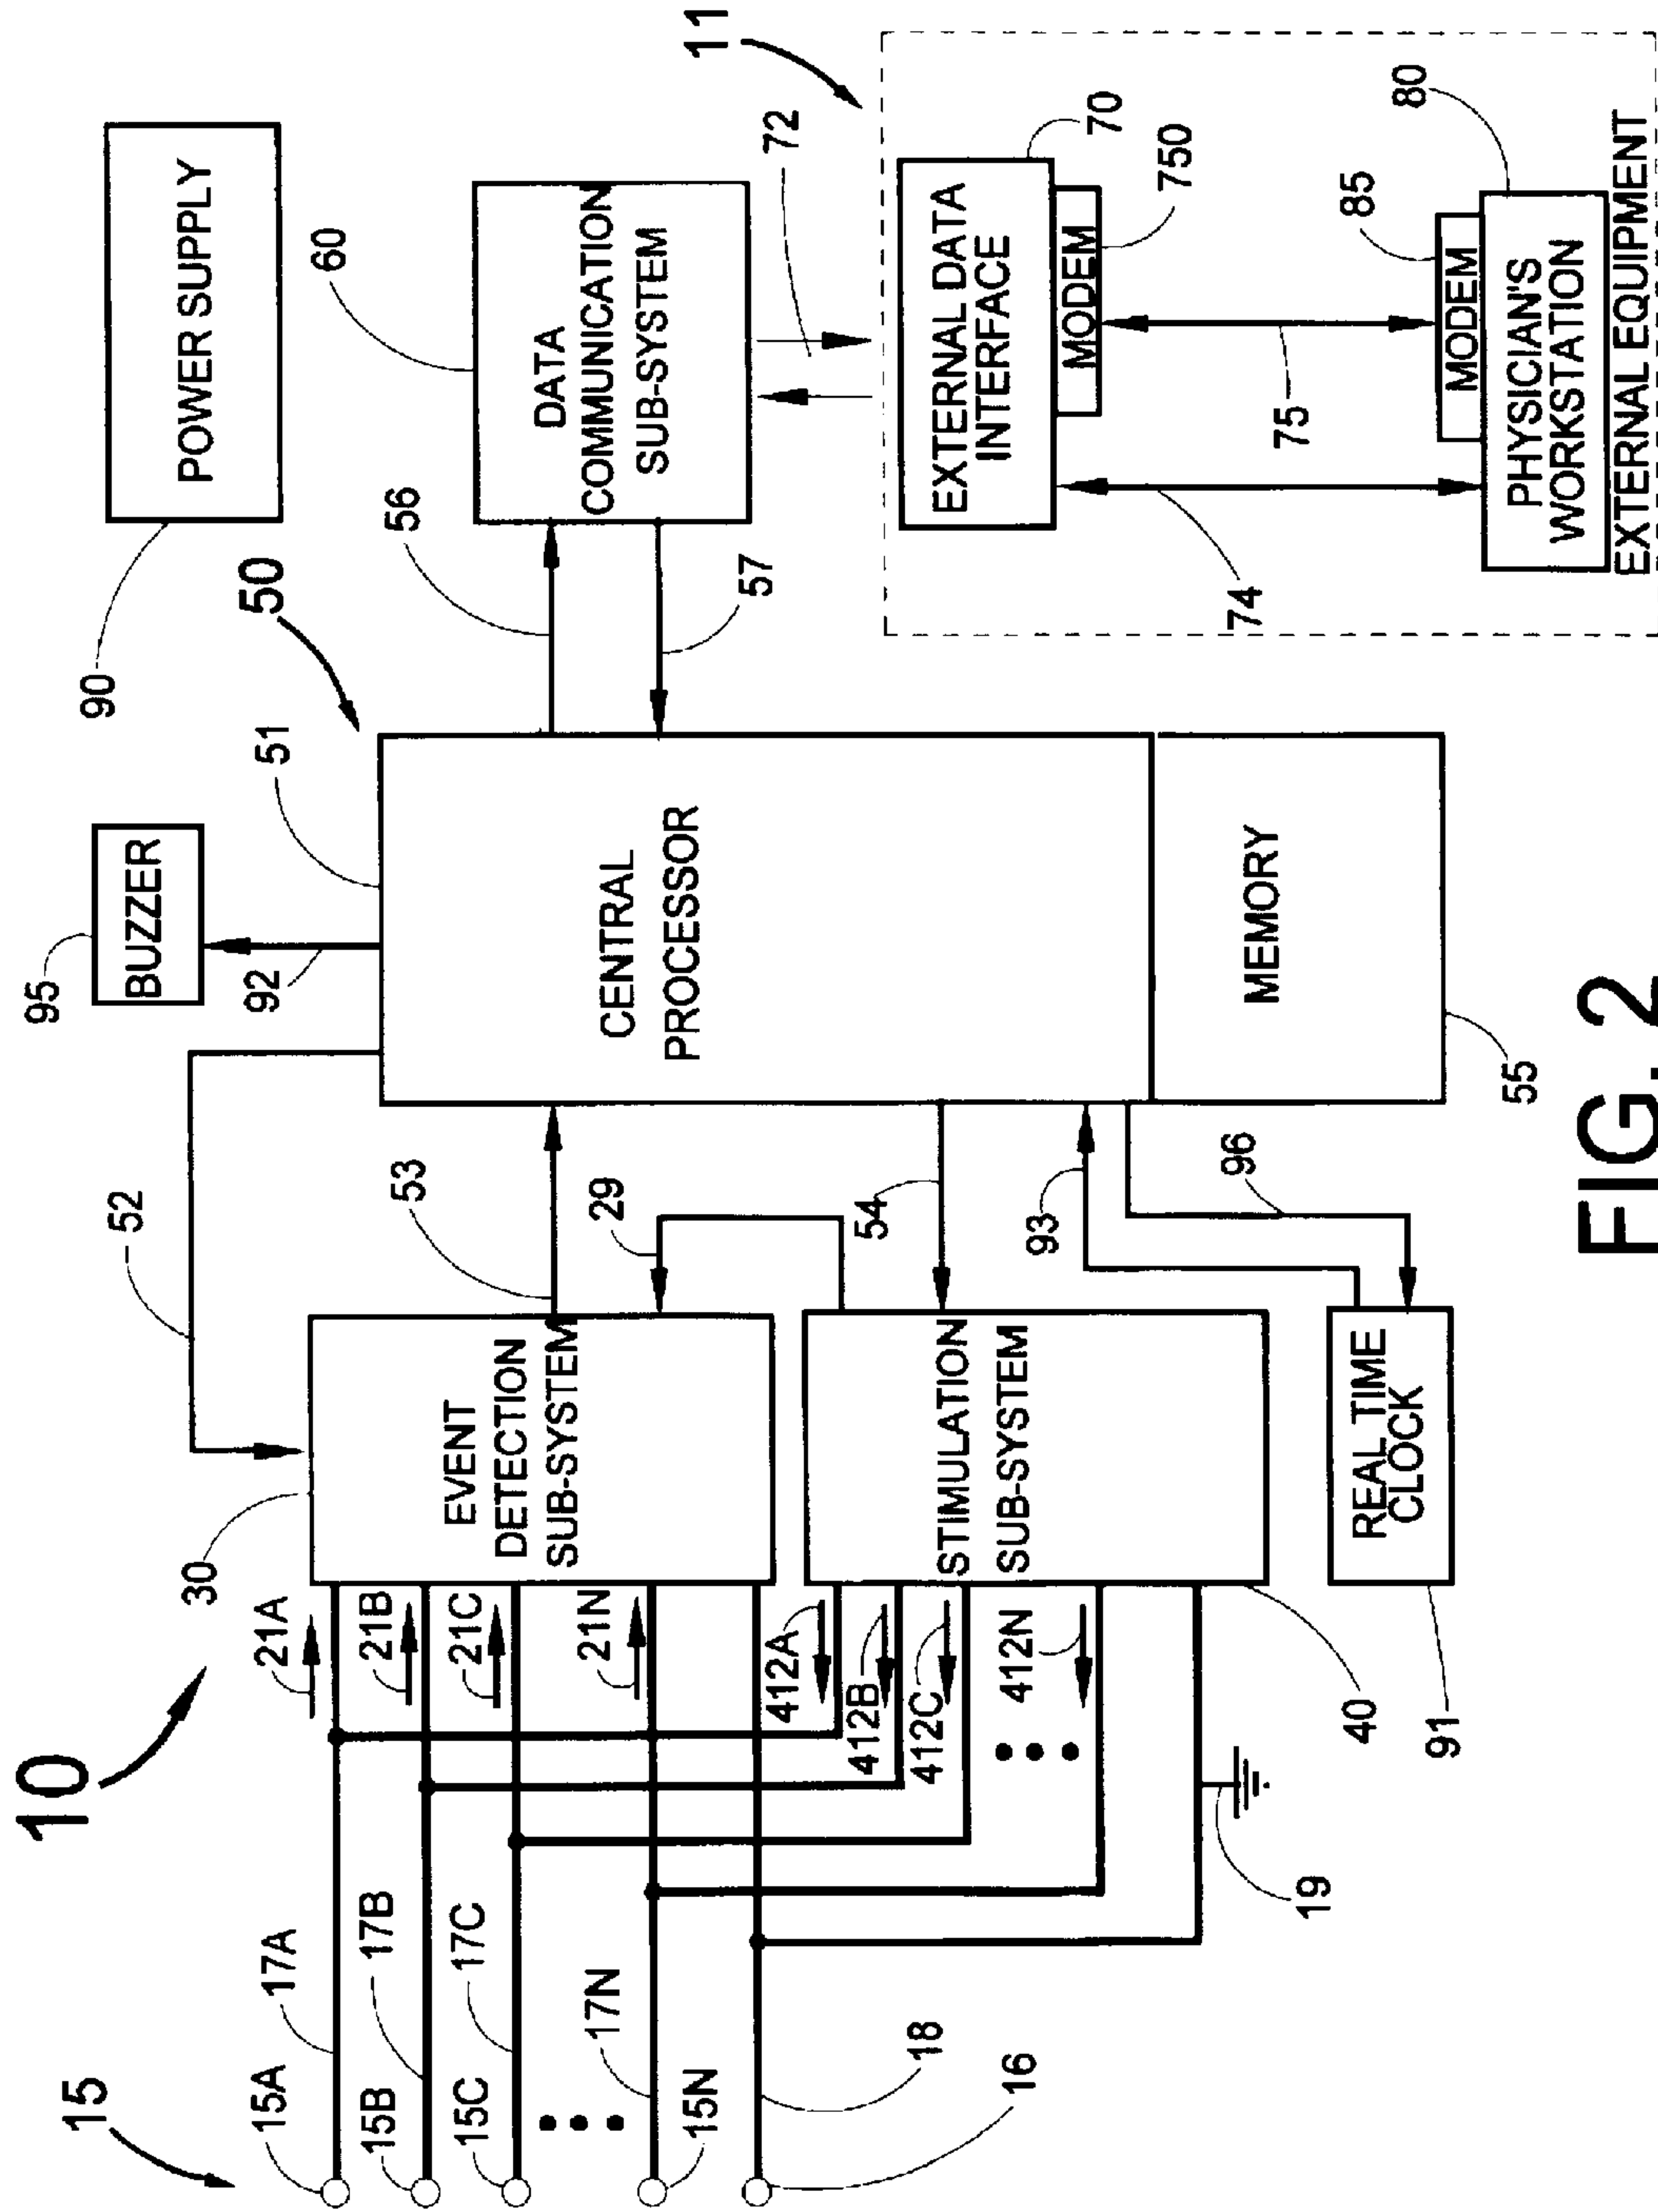 10
15
15A
17A
15B
17B
15C
17C
17N
15N
18
16
19
21A
21B
21C
21N
412A
412B
412C
412N
30
EVENT
DETECTION
SUB-SYSTEM
STIMULATION
SUB-SYSTEM
40
REAL TIME
CLOCK
91
52
53
29
54
93
96
95
BUZZER
92
51
50
CENTRAL
PROCESSOR
MEMORY
55
90
POWER SUPPLY
56
57
60
DATA
COMMUNICATION
SUB-SYSTEM
72
11
EXTERNAL DATA
INTERFACE
70
MODEM
750
74
75
85
MODEM
80
PHYSICIAN'S
WORKSTATION
EXTERNAL EQUIPMENT
FIG. 2